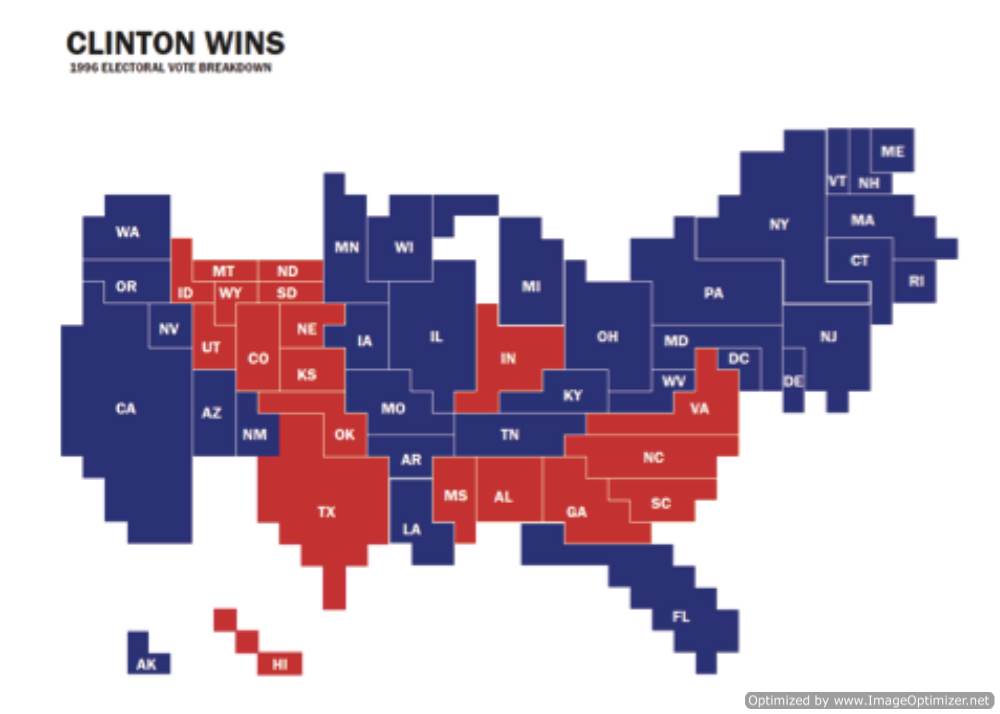 CLINTON WINS
1996 ELECTORAL VOTE BREAKDOWN
ME
VT
NH
WA
NY
MA
MN
WI
CT
MT
ND
RI
OR
ID
WY
SD
MI
PA
NV
NE
IA
IL
OH
MD
NJ
UT
CO
IN
DC
KS
WV
DE
KY
CA
AZ
MO
VA
NM
OK
TN
AR
NC
MS
AL
SC
TX
LA
GA
FL
AK
HI
Optimized by www.ImageOptimizer.net